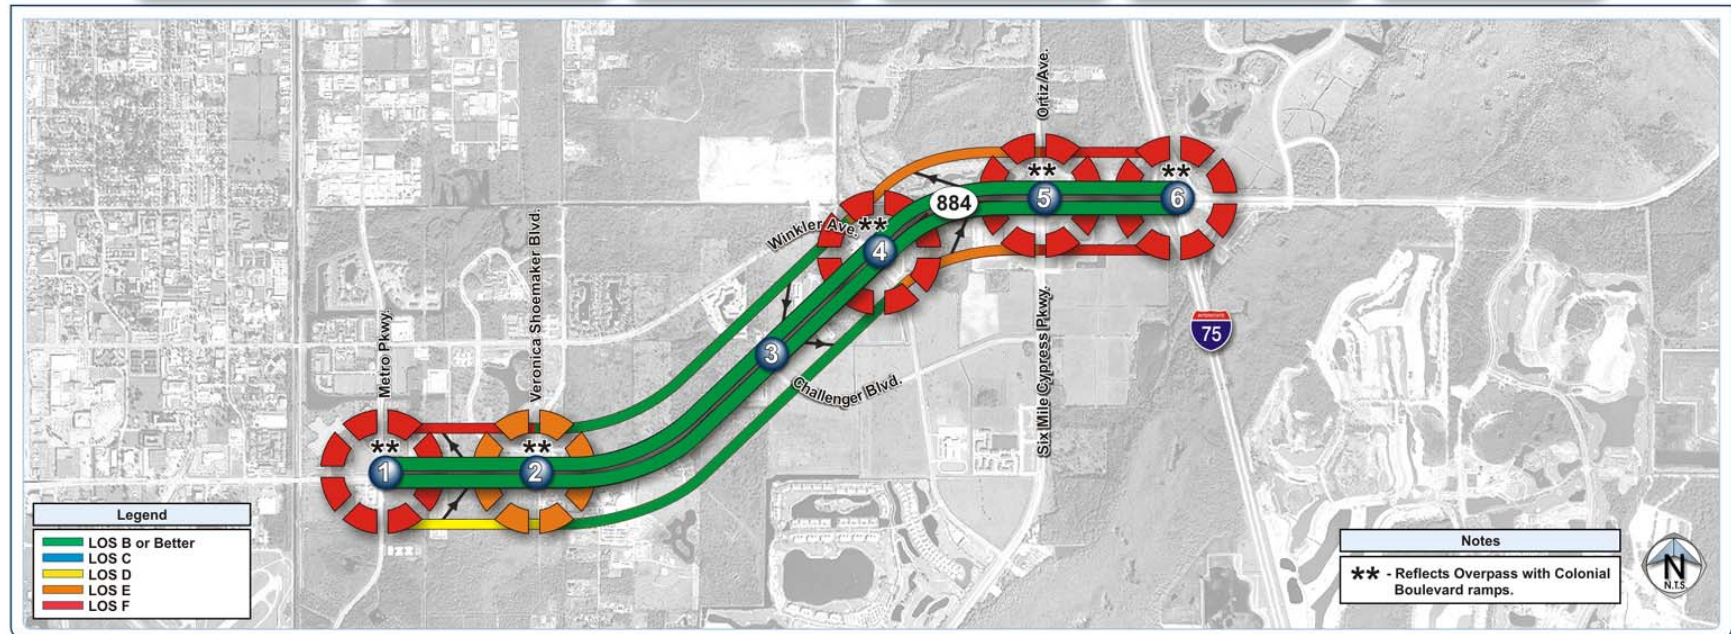 Ortiz Ave.
**
**
5
6
884
Winkler Ave.
**
4
Veronica Shoemaker Blvd.
Six Mile Cypress Pkwy.
INTERSTATE
75
Metro Pkwy.
3
Challenger Blvd.
**
**
1
2
Legend
LOS B or Better
LOS C
LOS D
LOS E
LOS F
Notes
** - Reflects Overpass with Colonial
Boulevard ramps.
N
N.T.S.